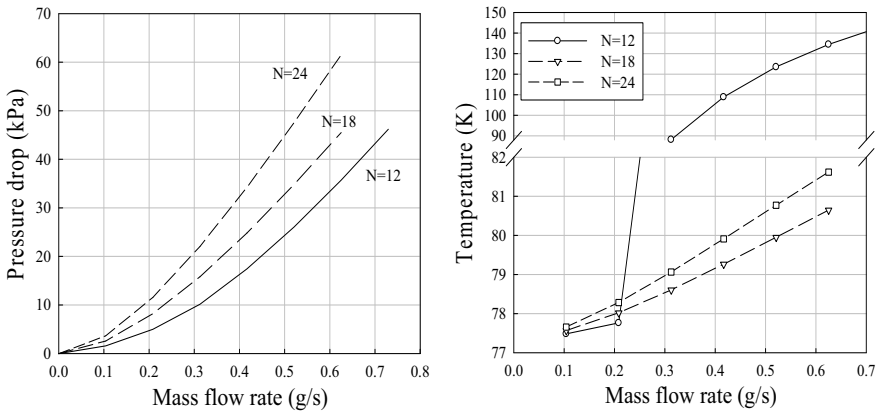 70
60
50
40
30
20
10
0
0.0 0.1 0.2 0.3 0.4 0.5 0.6 0.7 0.8
Pressure drop (kPa)
Mass flow rate (g/s)
N=24
N=18
N=12
150
140
130
120
110
100
90
82
81
80
79
78
77
0.0 0.1 0.2 0.3 0.4 0.5 0.6 0.7
Temperature (K)
Mass flow rate (g/s)
N=12
N=18
N=24